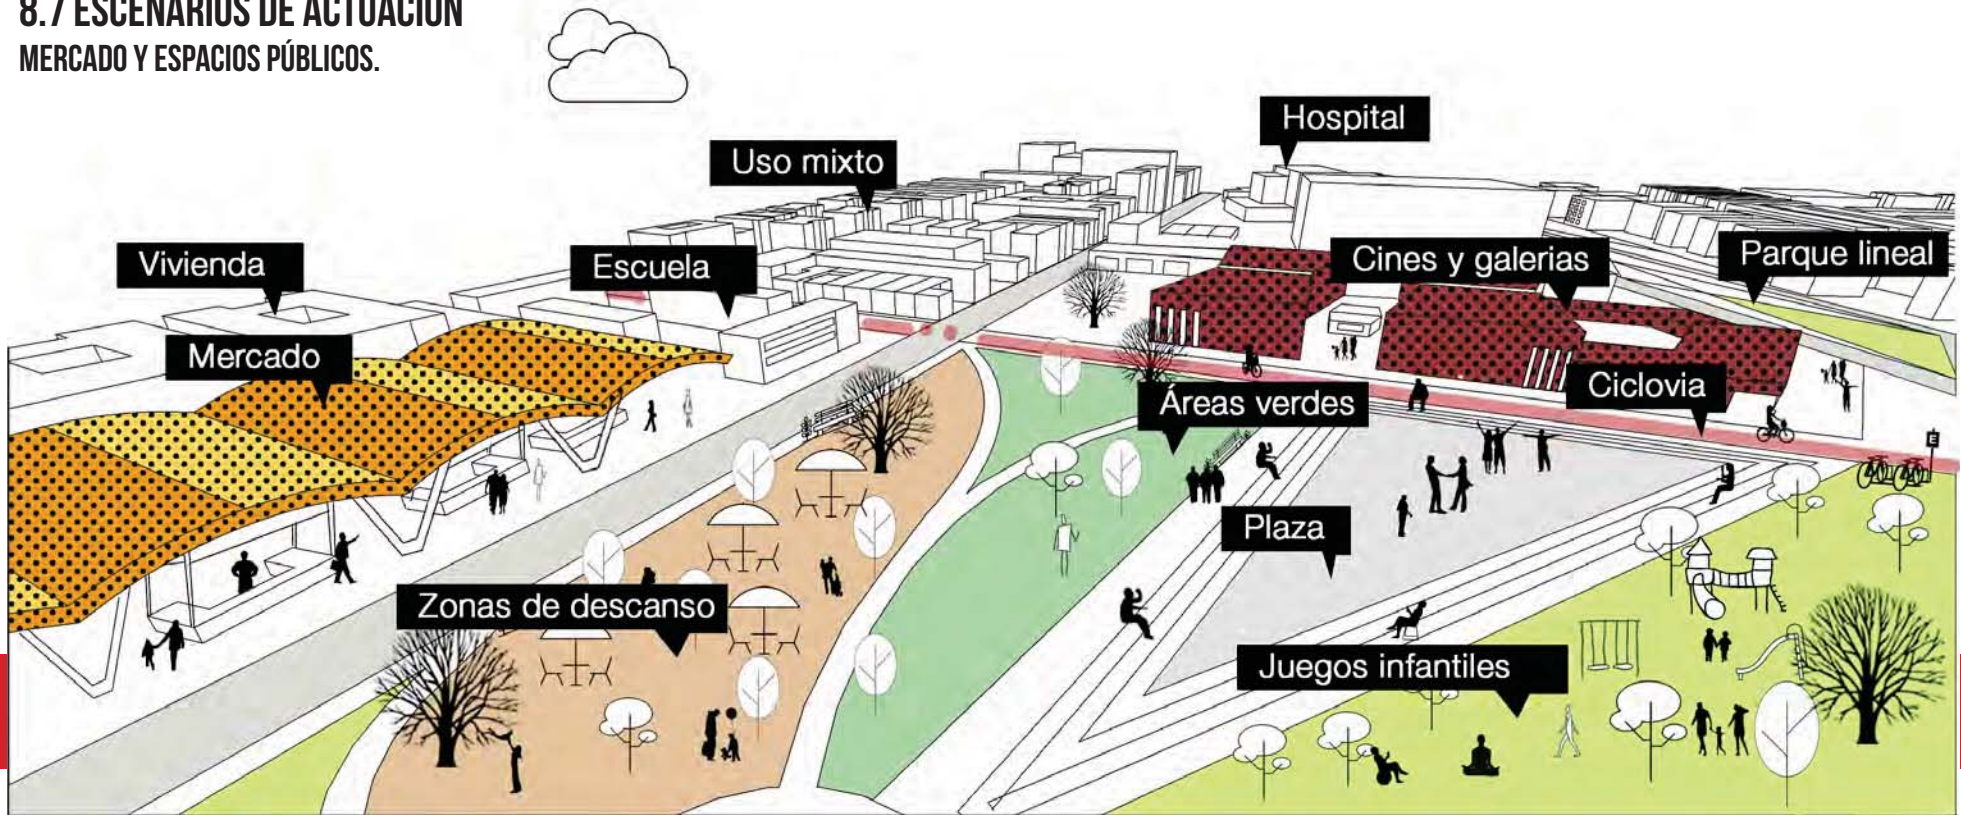 8.7 ESCENARIOS DE ACTUACIÓN
MERCADO Y ESPACIOS PÚBLICOS.
Hospital
Uso mixto
Vivienda
Escuela
Cines y galerias
Parque lineal
Mercado
Ciclovia
Áreas verdes
E
Plaza
Zonas de descanso
Juegos infantiles